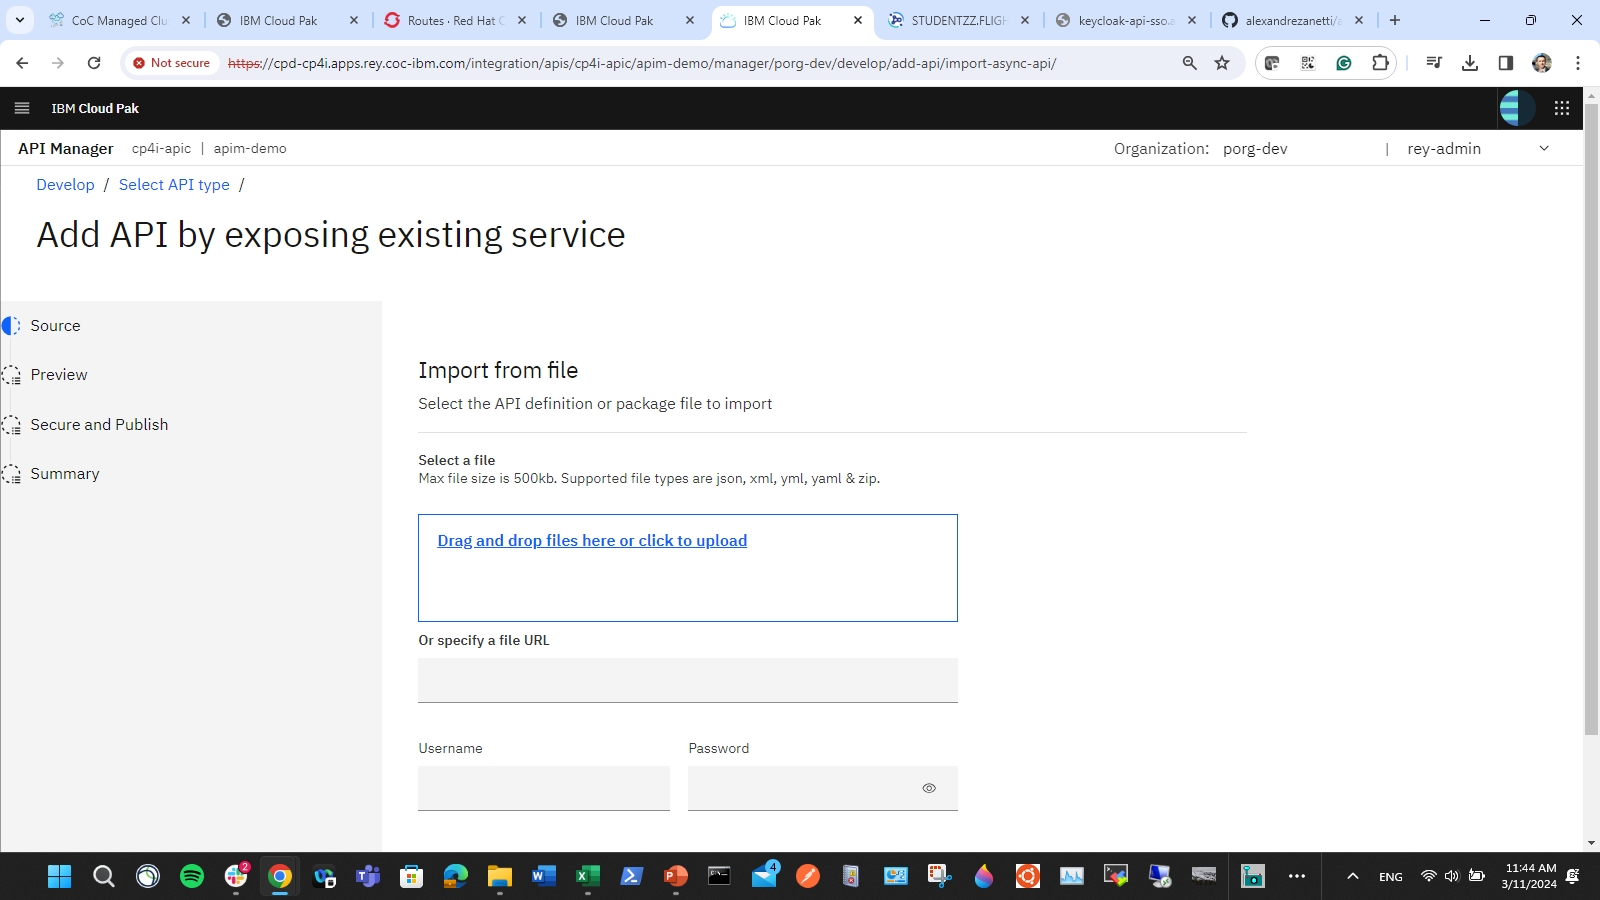 CoC Managed Clu
IBM Cloud Pak
Routes · Red Hat
IBM Cloud Pak
IBM Cloud Pak
STUDENTZZ.FLIGH
keycloak-api-sso.a
alexandrezanetti/a
Not secure
https://cpd-cp4i.apps.rey.coc-ibm.com/integration/apis/cp4i-apic/apim-demo/manager/porg-dev/develop/add-api/import-async-api/
IBM Cloud Pak
API Manager cp4i-apic | apim-demo
Organization: porg-dev | rey-admin
Develop / Select API type /
Add API by exposing existing service
Source
Preview
Secure and Publish
Summary
Import from file
Select the API definition or package file to import
Select a file
Max file size is 500kb. Supported file types are json, xml, yml, yaml & zip.
Drag and drop files here or click to upload
Or specify a file URL
Username
Password
2
4
ENG
11:44 AM
3/11/2024